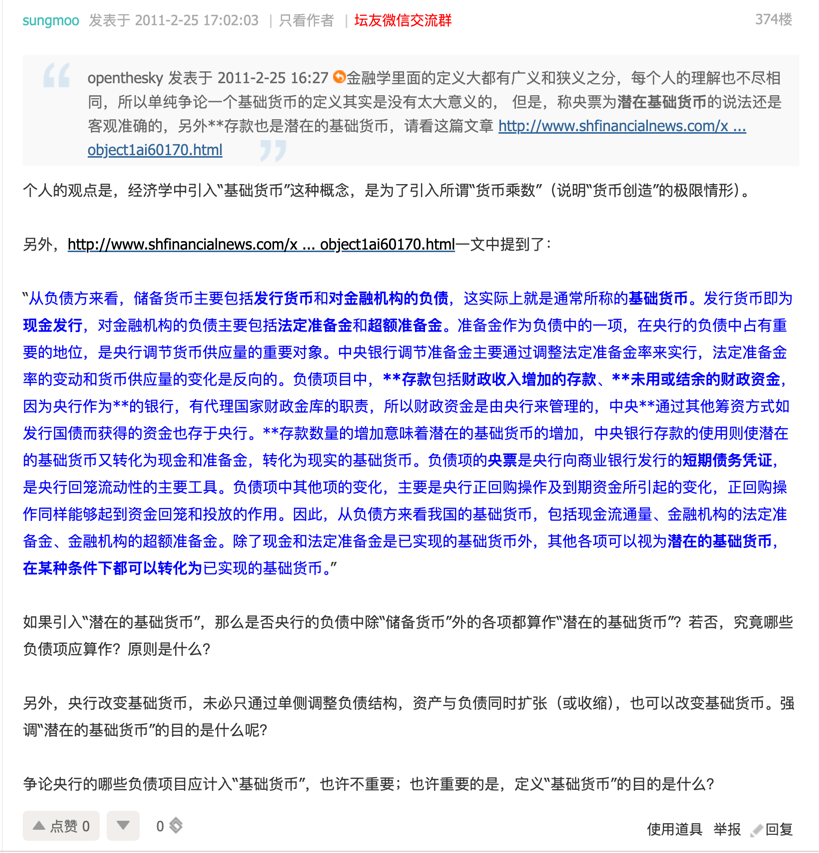 sungmoo 发表于 2011-2-25 17:02:03 | 只看作者 | 坛友微信交流群 374楼
openthesky 发表于 2011-2-25 16:27 金融学里面的定义大都有广义和狭义之分，每个人的理解也不尽相
同，所以单纯争论一个基础货币的定义其实是没有太大意义的， 但是，称央票为潜在基础货币的说法还是
客观准确的，另外**存款也是潜在的基础货币，请看这篇文章 http://www.shfinancialnews.com/x ...
object1ai60170.html
个人的观点是，经济学中引入“基础货币”这种概念，是为了引入所谓“货币乘数”（说明“货币创造”的极限情形）。
另外，http://www.shfinancialnews.com/x ... object1ai60170.html一文中提到了：
“从负债方来看，储备货币主要包括发行货币和对金融机构的负债，这实际上就是通常所称的基础货币。发行货币即为
现金发行，对金融机构的负债主要包括法定准备金和超额准备金。准备金作为负债中的一项，在央行的负债中占有重
要的地位，是央行调节货币供应量的重要对象。中央银行调节准备金主要通过调整法定准备金率来实行，法定准备金
率的变动和货币供应量的变化是反向的。负债项目中，**存款包括财政收入增加的存款、**未用或结余的财政资金，
因为央行作为**的银行，有代理国家财政金库的职责，所以财政资金是由央行来管理的，中央**通过其他筹资方式如
发行国债而获得的资金也存于央行。**存款数量的增加意味着潜在的基础货币的增加，中央银行存款的使用则使潜在
的基础货币又转化为现金和准备金，转化为现实的基础货币。负债项的央票是央行向商业银行发行的短期债务凭证，
是央行回笼流动性的主要工具。负债项中其他项的变化，主要是央行正回购操作及到期资金所引起的变化，正回购操
作同样能够起到资金回笼和投放的作用。因此，从负债方来看我国的基础货币，包括现金流通量、金融机构的法定准
备金、金融机构的超额准备金。除了现金和法定准备金是已实现的基础货币外，其他各项可以视为潜在的基础货币，
在某种条件下都可以转化为已实现的基础货币。”
如果引入“潜在的基础货币”，那么是否央行的负债中除“储备货币”外的各项都算作“潜在的基础货币”？若否，究竟哪些
负债项应算作？原则是什么？
另外，央行改变基础货币，未必只通过单侧调整负债结构，资产与负债同时扩张（或收缩），也可以改变基础货币。强
调“潜在的基础货币”的目的是什么呢？
争论央行的哪些负债项目应计入“基础货币”，也许不重要；也许重要的是，定义“基础货币”的目的是什么？
点赞 0 0 使用道具 举报 回复